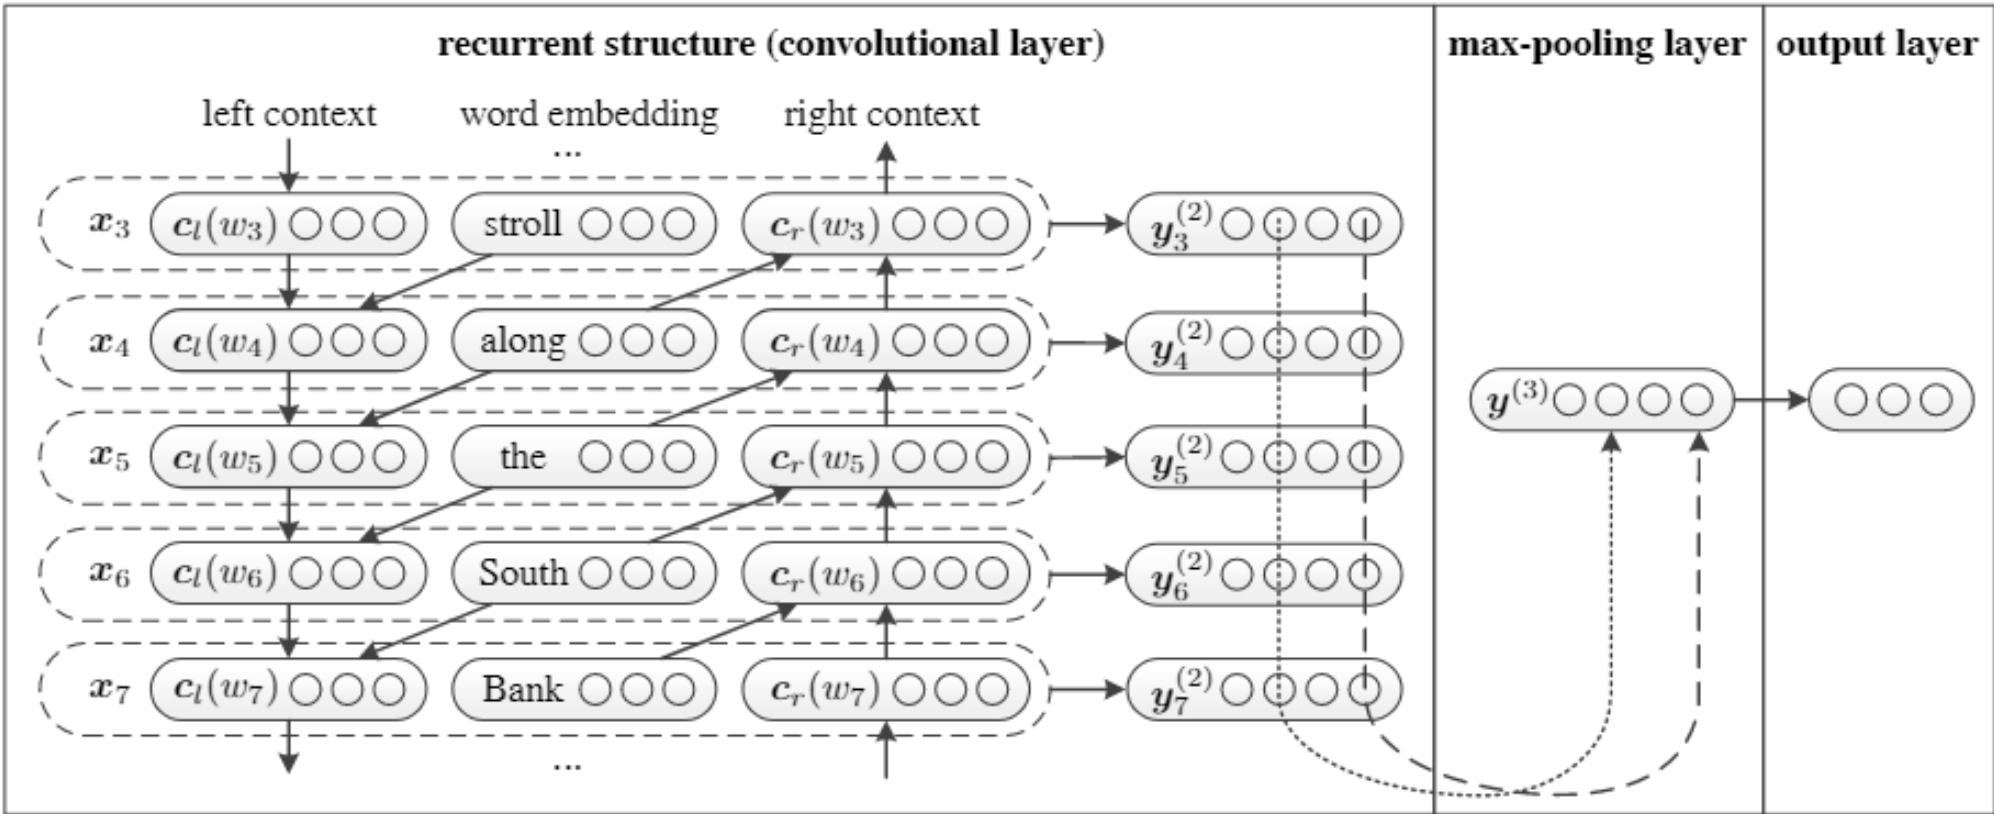 recurrent structure (convolutional layer) max-pooling layer output layer
left context word embedding right context
...
x₃ cₗ(w₃) stroll cᵣ(w₃) y₃⁽²⁾
x₄ cₗ(w₄) along cᵣ(w₄) y₄⁽²⁾
y⁽³⁾
x₅ cₗ(w₅) the cᵣ(w₅) y₅⁽²⁾
x₆ cₗ(w₆) South cᵣ(w₆) y₆⁽²⁾
x₇ cₗ(w₇) Bank cᵣ(w₇) y₇⁽²⁾
...